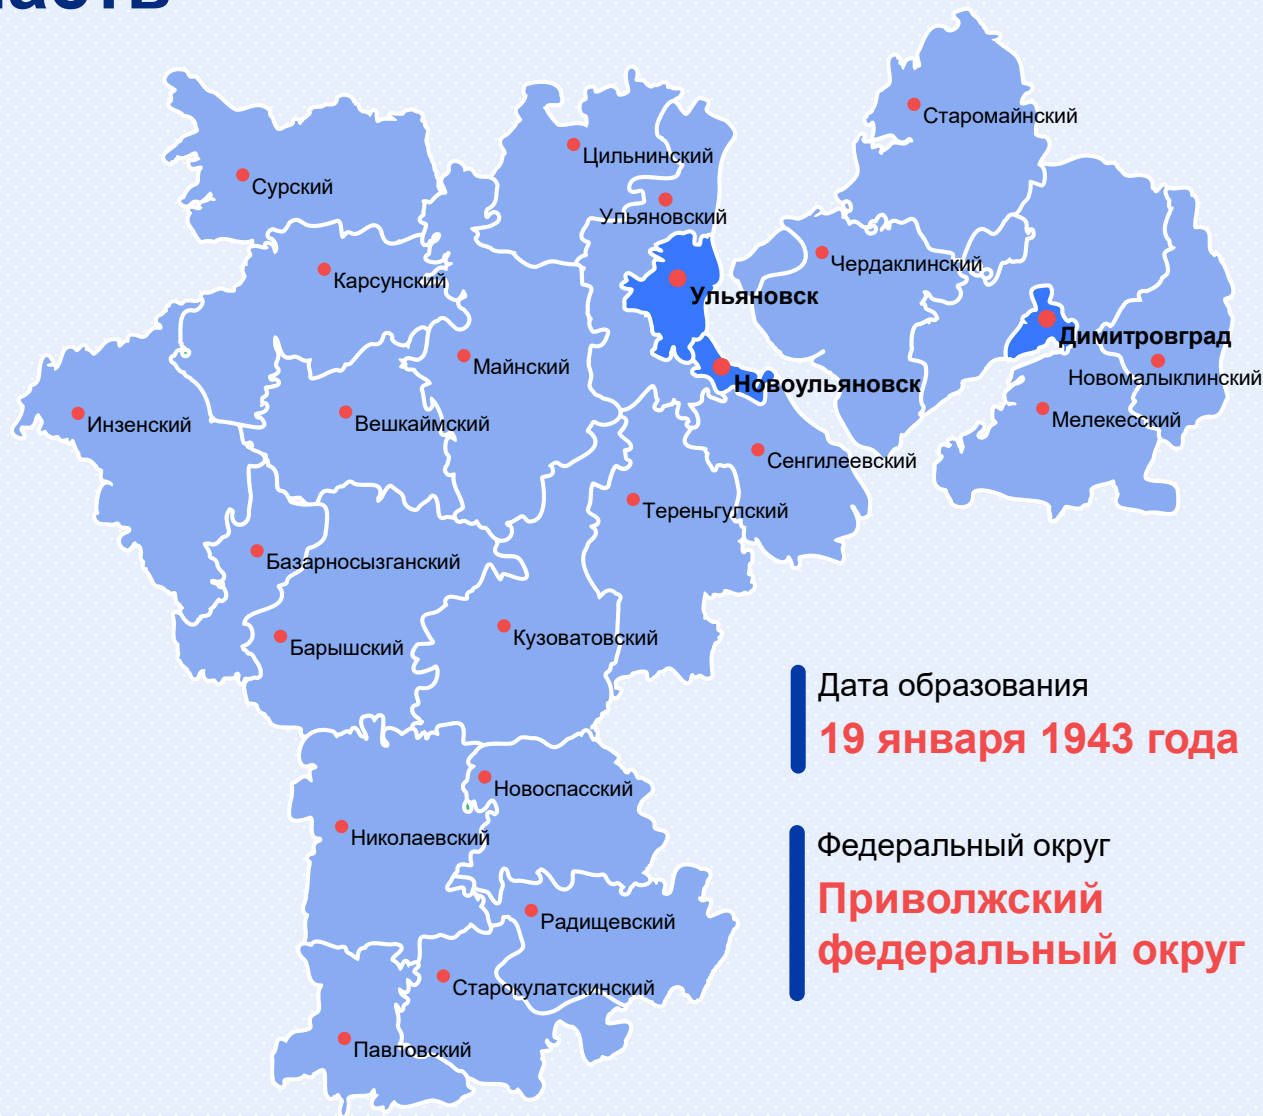 Старомайнский
Цильнинский
Сурский
Ульяновский
Чердаклинский
Карсунский
Ульяновск
Димитровград
Майнский
Новомалыклинский
Новоульяновск
Инзенский
Вешкаймский
Мелекесский
Сенгилеевский
Тереньгулский
Базарносызганский
Барышский
Кузоватовский
Дата образования
19 января 1943 года
Новоспасский
Николаевский
Федеральный округ
Приволжский
федеральный округ
Радищевский
Старокулатскинский
Павловский